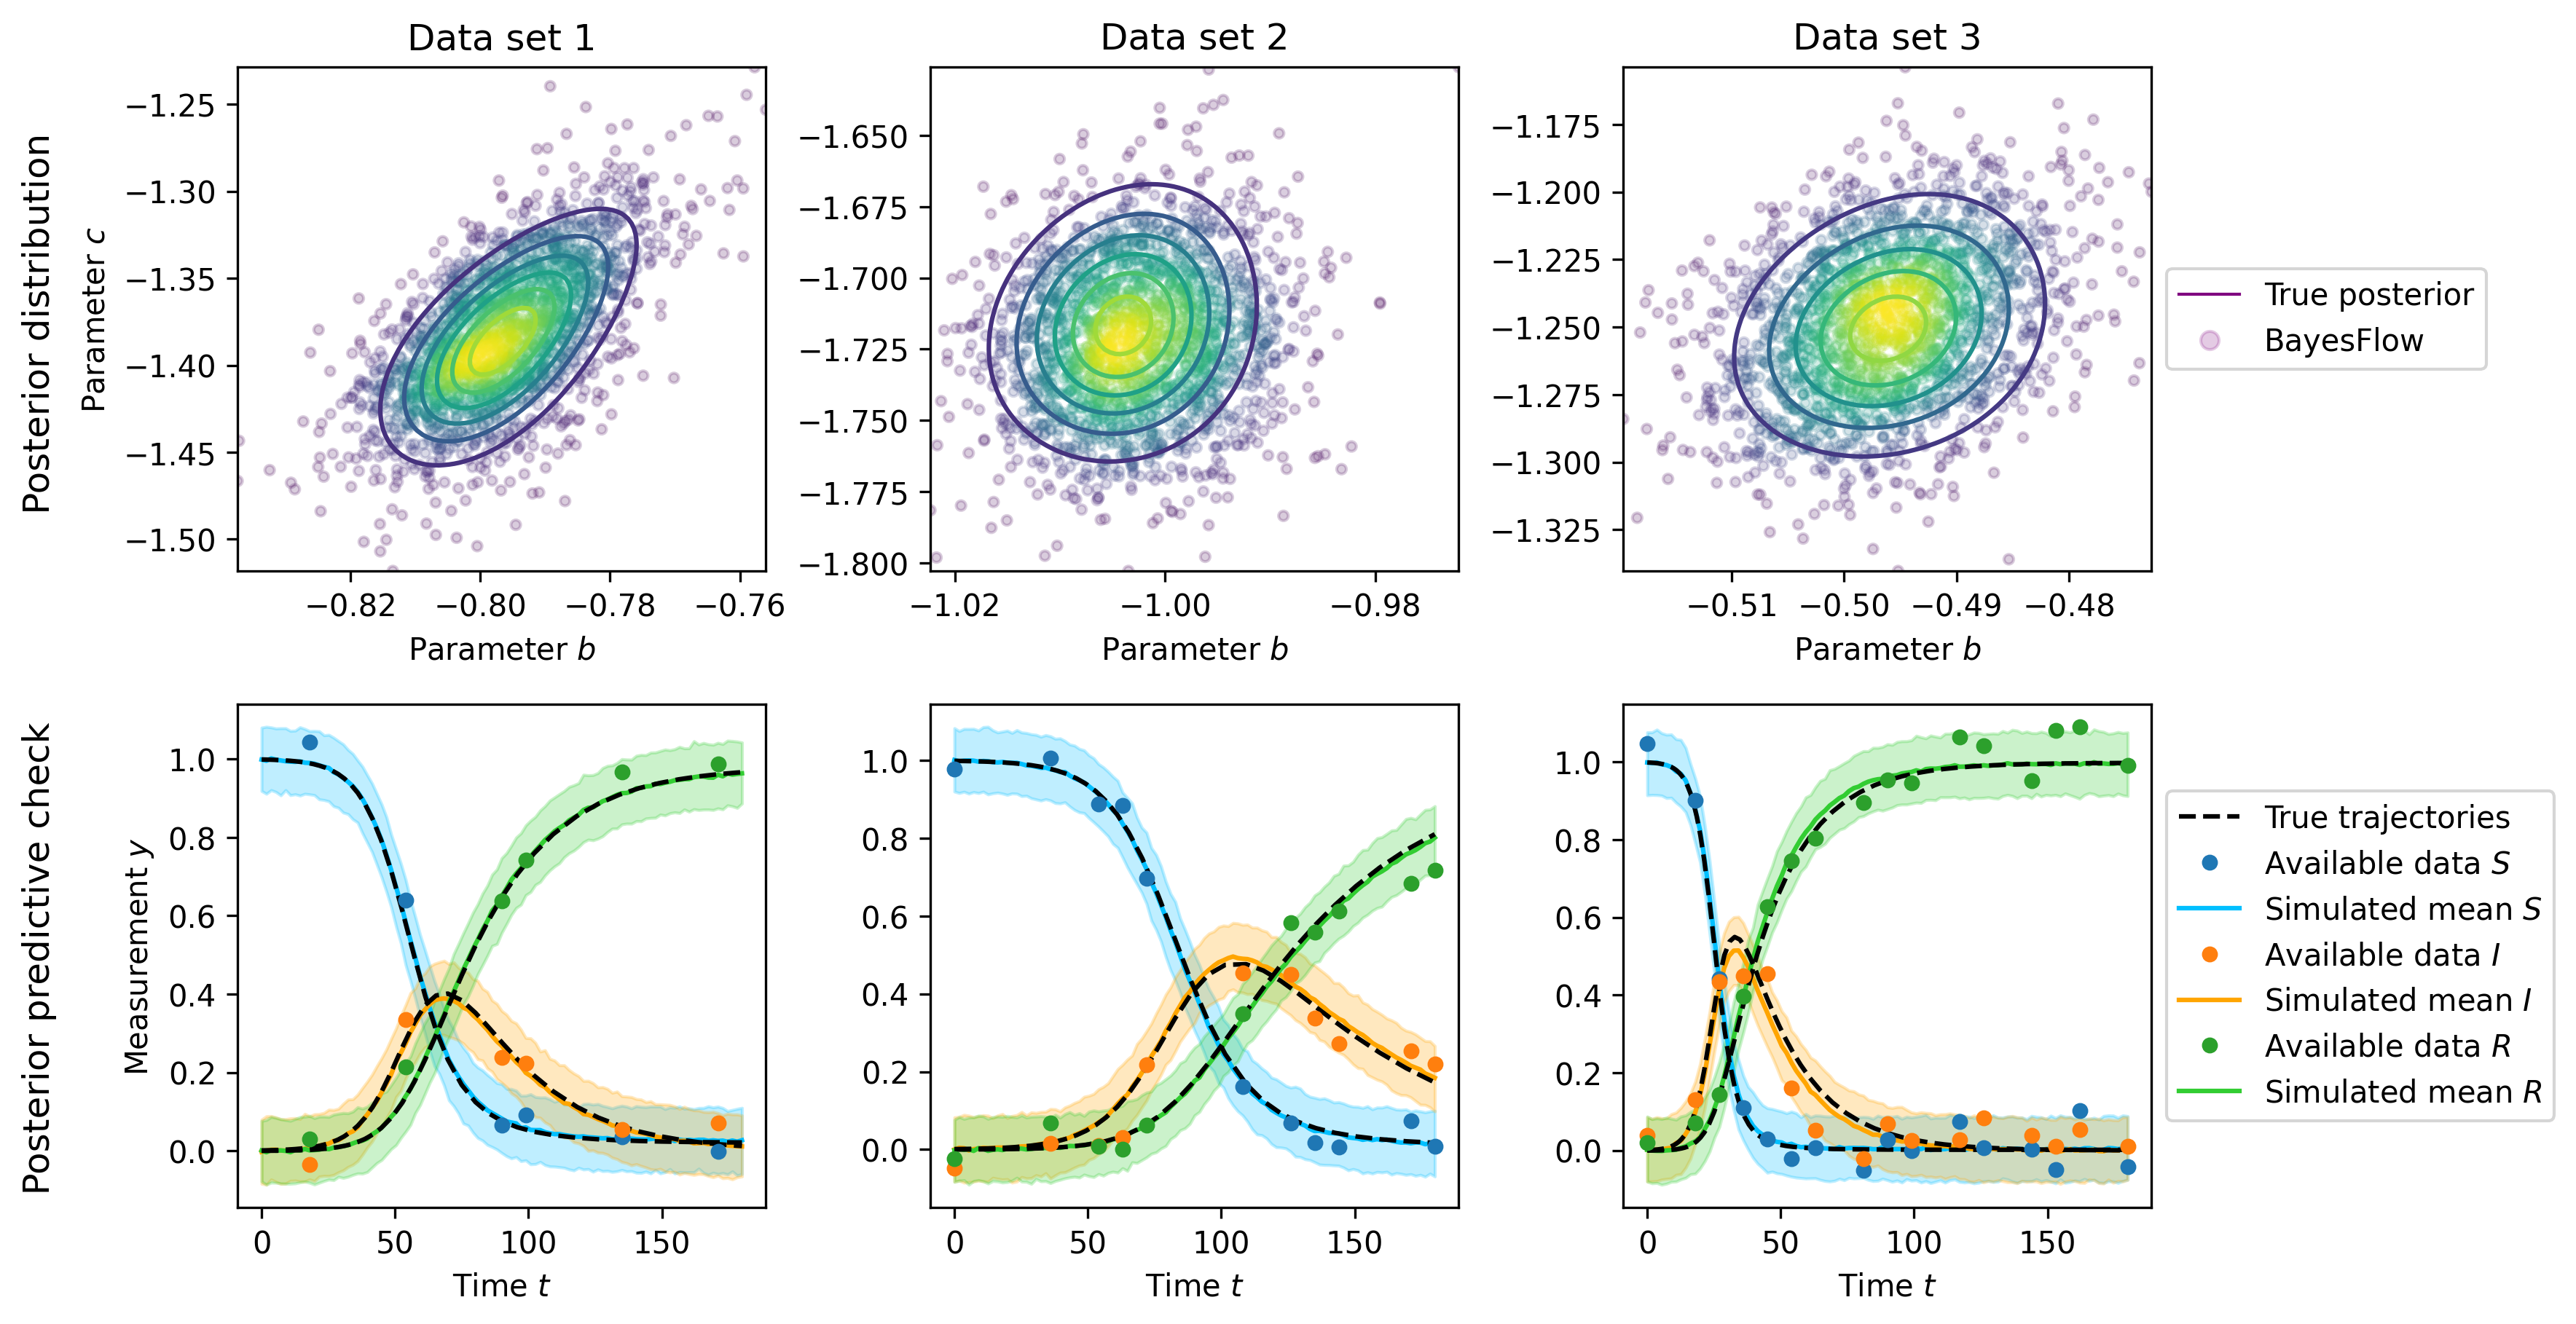 Data set 1
Data set 2
Data set 3
Posterior distribution
Parameter c
−1.25
−1.30
−1.35
−1.40
−1.45
−1.50
−0.82 −0.80 −0.78 −0.76
Parameter b
−1.650
−1.675
−1.700
−1.725
−1.750
−1.775
−1.800
−1.02 −1.00 −0.98
Parameter b
−1.175
−1.200
−1.225
−1.250
−1.275
−1.300
−1.325
−0.51 −0.50 −0.49 −0.48
Parameter b
True posterior
BayesFlow
Posterior predictive check
Measurement y
1.0
0.8
0.6
0.4
0.2
0.0
0 50 100 150
Time t
1.0
0.8
0.6
0.4
0.2
0.0
0 50 100 150
Time t
1.0
0.8
0.6
0.4
0.2
0.0
0 50 100 150
Time t
True trajectories
Available data S
Simulated mean S
Available data I
Simulated mean I
Available data R
Simulated mean R